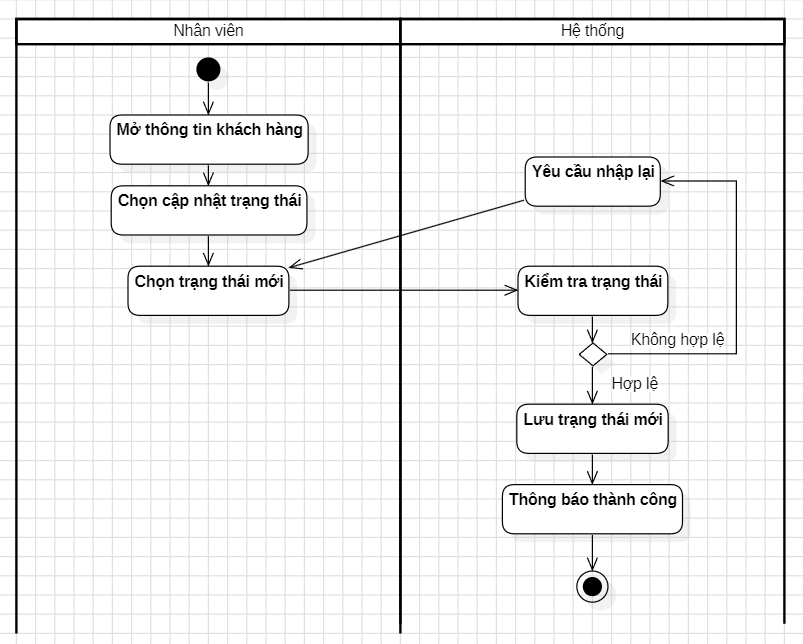 Nhân viên
Hệ thống
Mở thông tin khách hàng
Chọn cập nhật trạng thái
Chọn trạng thái mới
Yêu cầu nhập lại
Kiểm tra trạng thái
Không hợp lệ
Hợp lệ
Lưu trạng thái mới
Thông báo thành công